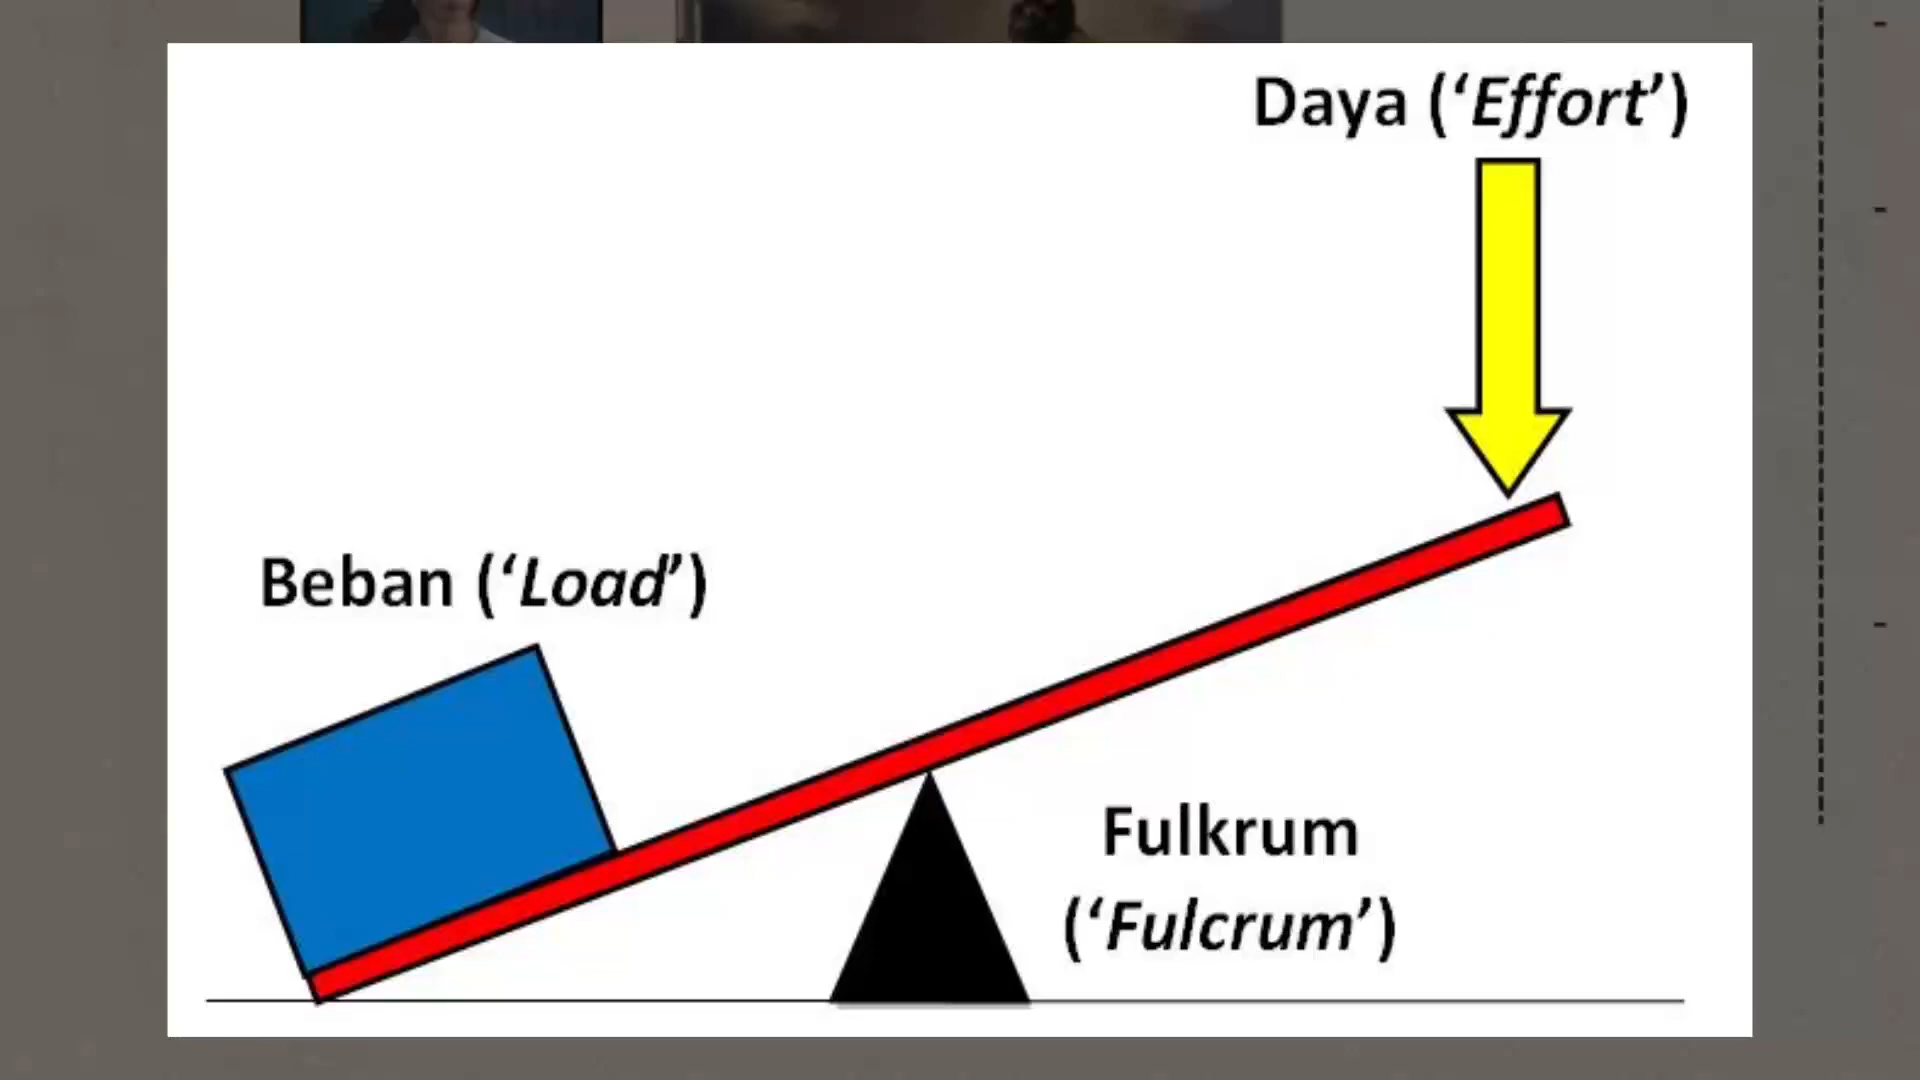 Daya (‘Effort’)
Beban (‘Load’)
Fulkrum
(‘Fulcrum’)